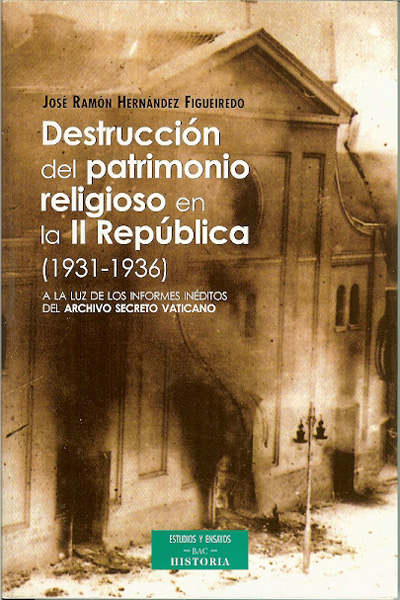 JOSÉ RAMÓN HERNÁNDEZ FIGUEIREDO
Destrucción
del patrimonio
religioso en
la II República
(1931-1936)
A LA LUZ DE LOS INFORMES INÉDITOS
DEL ARCHIVO SECRETO VATICANO
ESTUDIOS Y ENSAYOS
– BAC –
HISTORIA